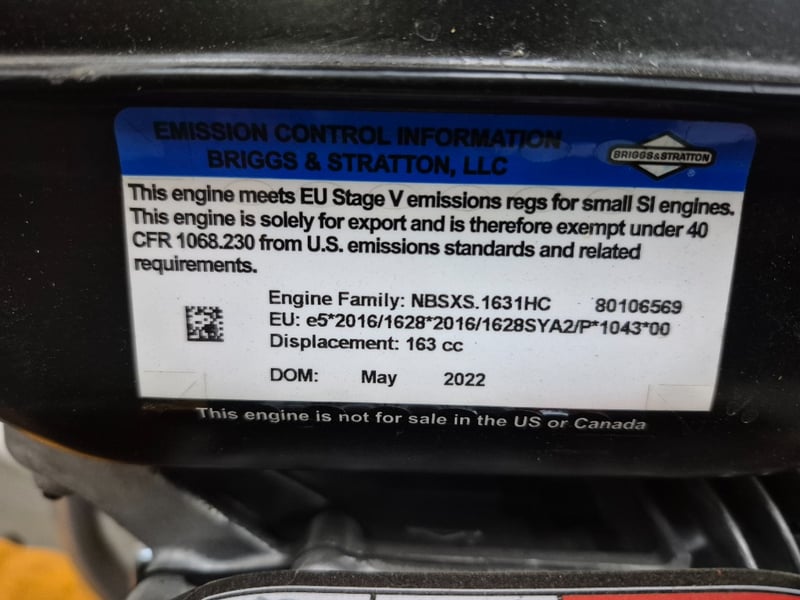 EMISSION CONTROL INFORMATION
BRIGGS & STRATTON, LLC
BRIGGS&STRATTON
®
This engine meets EU Stage V emissions regs for small SI engines.
This engine is solely for export and is therefore exempt under 40
CFR 1068.230 from U.S. emissions standards and related
requirements.
Engine Family: NBSXS.1631HC 80106569
EU: e5*2016/1628*2016/1628SYA2/P*1043*00
Displacement: 163 cc
DOM: May 2022
This engine is not for sale in the US or Canada